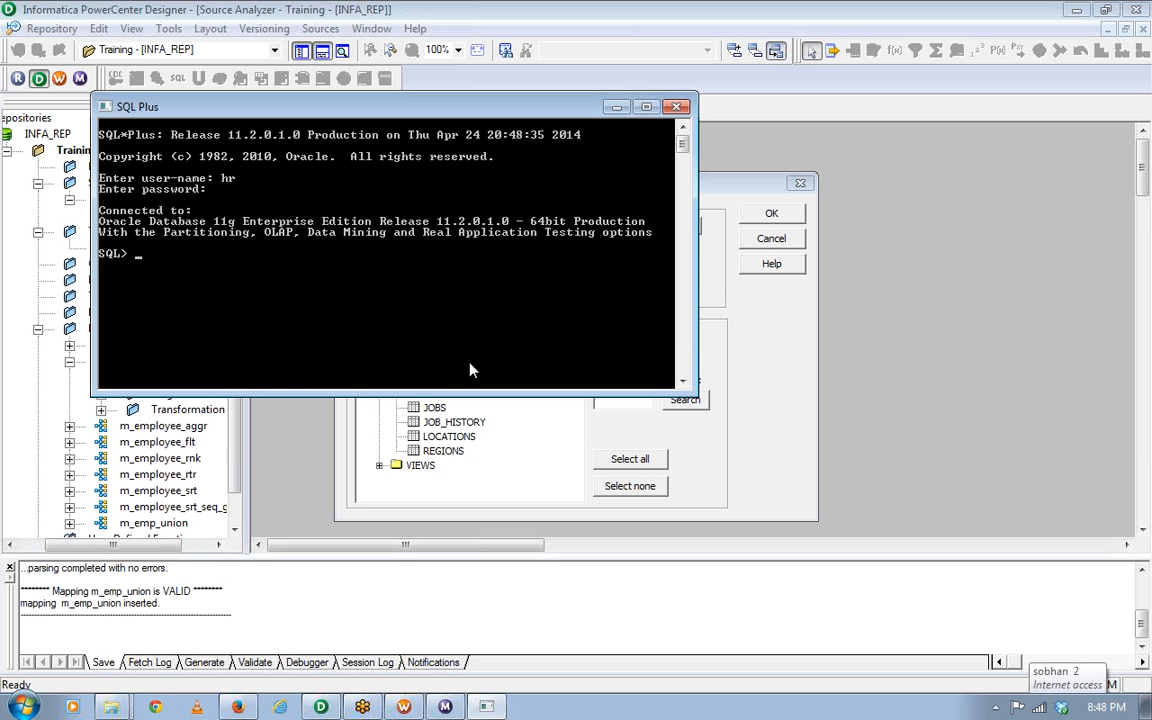 Informatica PowerCenter Designer - [Source Analyzer - Training - [INFA_REP]]
Repository Edit View Tools Layout Versioning Sources Window Help
Training - [INFA_REP]
100%
R D W M
SQL
SQL Plus
SQL*Plus: Release 11.2.0.1.0 Production on Thu Apr 24 20:48:35 2014
Copyright (c) 1982, 2010, Oracle.  All rights reserved.
Enter user-name: hr
Enter password:
Connected to:
Oracle Database 11g Enterprise Edition Release 11.2.0.1.0 - 64bit Production
With the Partitioning, OLAP, Data Mining and Real Application Testing options
SQL> _
epositories
INFA_REP
Trainin
OK
Cancel
Help
Search
JOBS
JOB_HISTORY
LOCATIONS
REGIONS
VIEWS
Select all
Select none
Transformation
m_employee_aggr
m_employee_flt
m_employee_rnk
m_employee_rtr
m_employee_srt
m_employee_srt_seq_g
m_emp_union
...parsing completed with no errors.
******** Mapping m_emp_union is VALID ********
mapping  m_emp_union inserted.
Save Fetch Log Generate Validate Debugger Session Log Notifications
Ready
sobhan 2
Internet access
8:48 PM